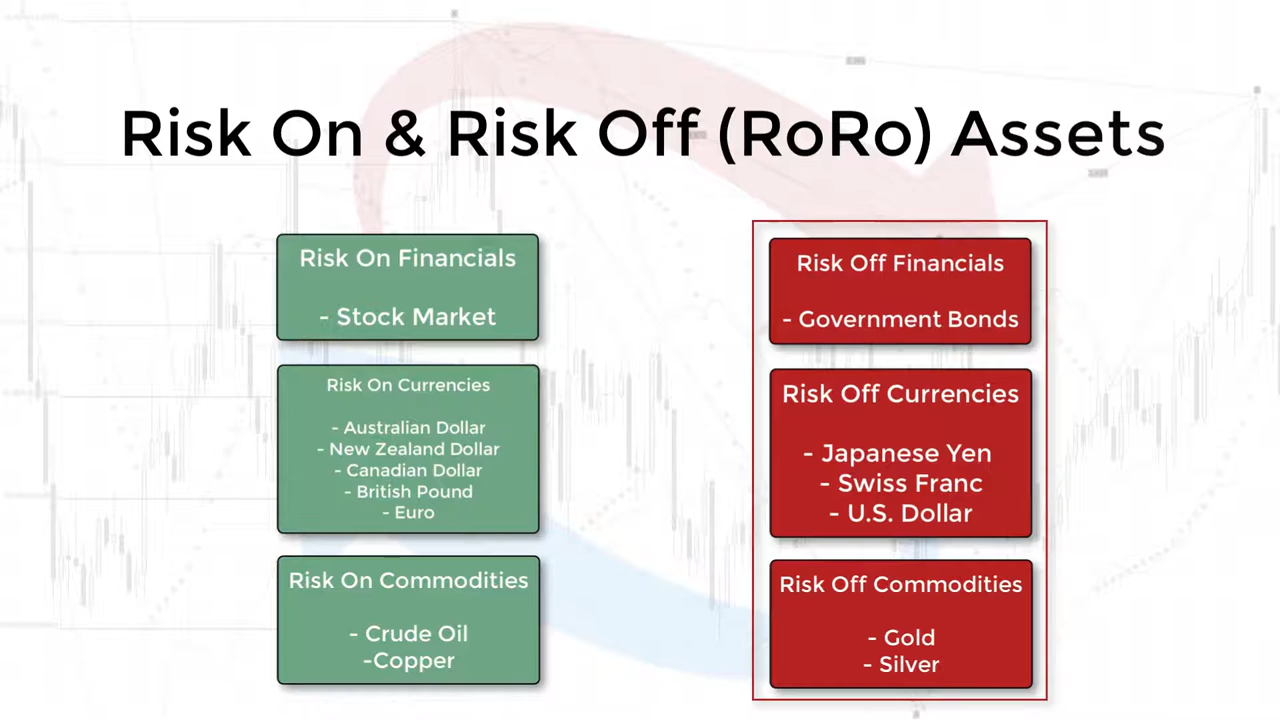 Risk On & Risk Off (RoRo) Assets
Risk On Financials
- Stock Market
Risk On Currencies
- Australian Dollar
- New Zealand Dollar
- Canadian Dollar
- British Pound
- Euro
Risk On Commodities
- Crude Oil
-Copper
Risk Off Financials
- Government Bonds
Risk Off Currencies
- Japanese Yen
- Swiss Franc
- U.S. Dollar
Risk Off Commodities
- Gold
- Silver